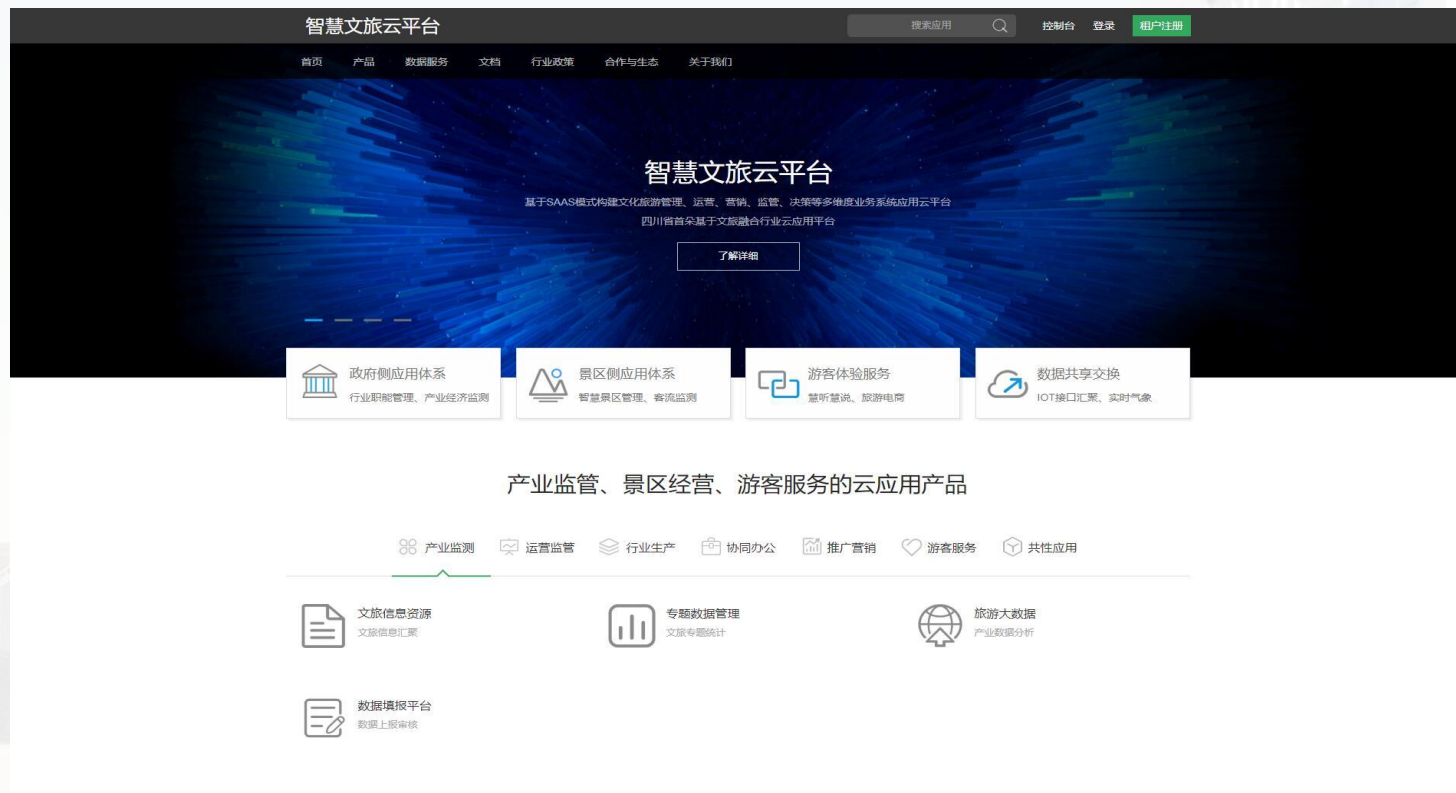 智慧文旅云平台
搜索应用
控制台 登录 租户注册
首页 产品 数据服务 文档 行业政策 合作与生态 关于我们
智慧文旅云平台
基于SAAS模式构建文化旅游管理、运营、营销、监管、决策等多维度业务系统应用云平台
四川省首朵基于文旅融合行业云应用平台
了解详细
政府侧应用体系
行业职能管理、产业经济监测
景区侧应用体系
智慧景区管理、客流监测
游客体验服务
慧听慧说、旅游电商
数据共享交换
IOT接口汇聚、实时气象
产业监管、景区经营、游客服务的云应用产品
产业监测 运营监管 行业生产 协同办公 推广营销 游客服务 共性应用
文旅信息资源
文旅信息汇聚
专题数据管理
文旅专题统计
旅游大数据
产业数据分析
数据填报平台
数据上报审核